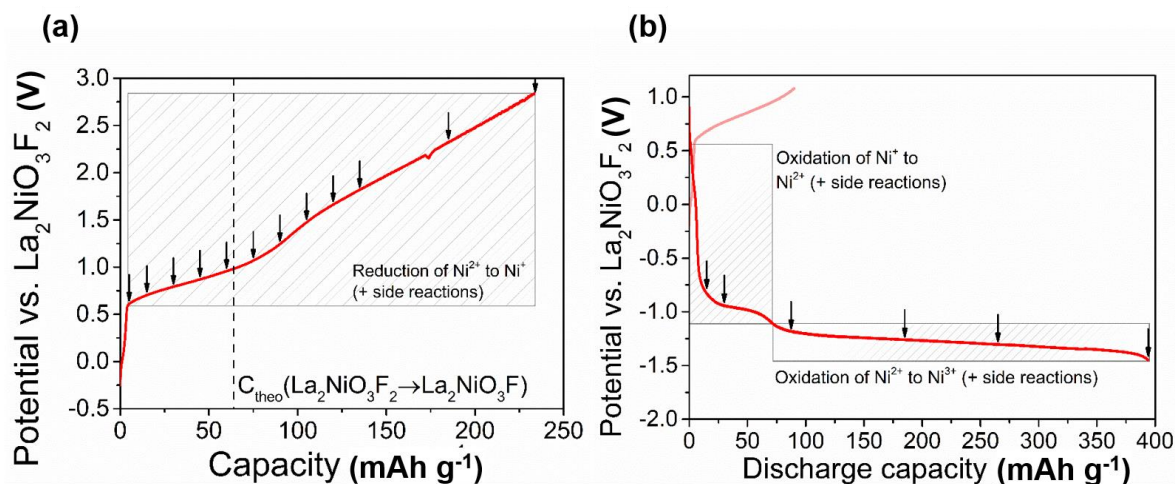 (a)
3.0
2.5
2.0
1.5
1.0
0.5
0.0
-0.5
0
50
100
150
200
250
Potential vs. La₂NiO₃F₂ (V)
Capacity (mAh g⁻¹)
Reduction of Ni²⁺ to Ni⁺
(+ side reactions)
C_theo(La₂NiO₃F₂→La₂NiO₃F)
(b)
1.0
0.5
0.0
-0.5
-1.0
-1.5
-2.0
0
50
100
150
200
250
300
350
400
Potential vs. La₂NiO₃F₂ (V)
Discharge capacity (mAh g⁻¹)
Oxidation of Ni⁺ to
Ni²⁺ (+ side reactions)
Oxidation of Ni²⁺ to Ni³⁺ (+ side reactions)